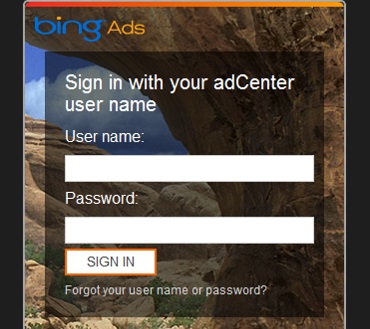 bing Ads
Sign in with your adCenter
user name
User name:
Password:
SIGN IN
Forgot your user name or password?